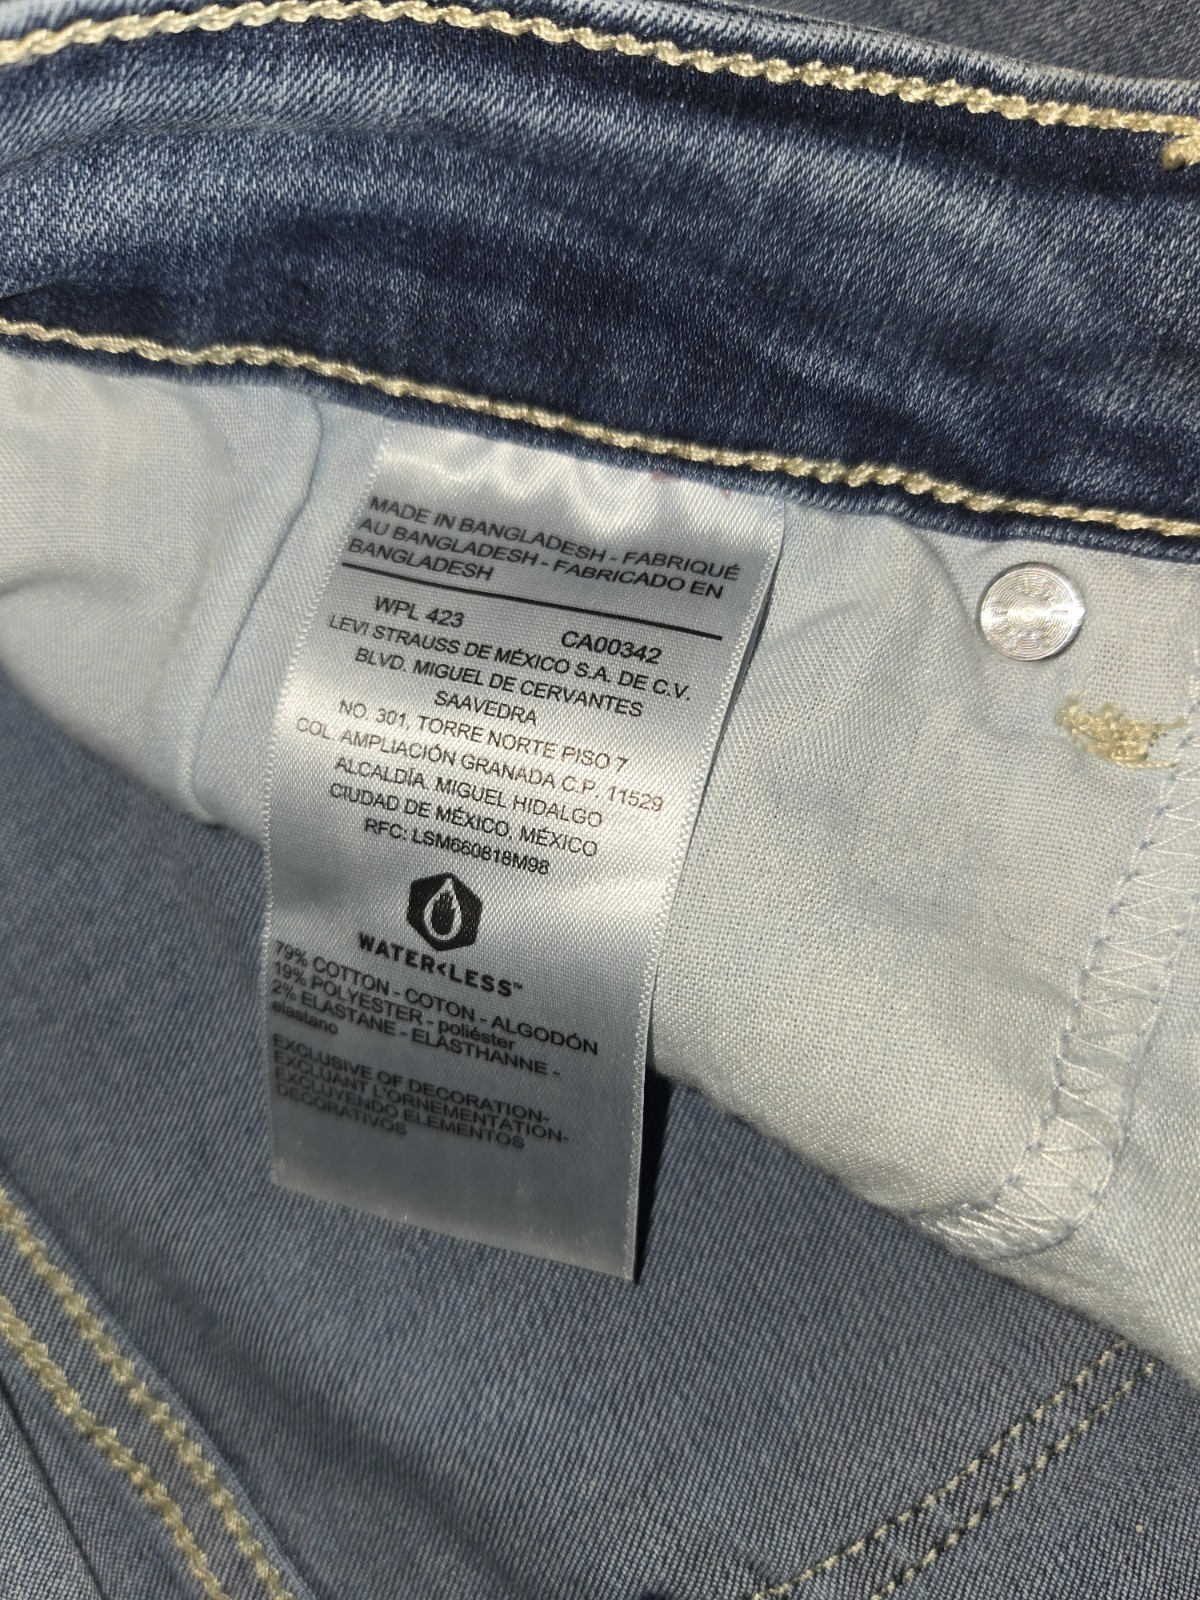 MADE IN BANGLADESH - FABRIQUÉ
AU BANGLADESH - FABRICADO EN
BANGLADESH
WPL 423 CA00342
LEVI STRAUSS DE MÉXICO S.A. DE C.V.
BLVD. MIGUEL DE CERVANTES
SAAVEDRA
NO. 301, TORRE NORTE PISO 7
COL. AMPLIACIÓN GRANADA C.P. 11529
ALCALDÍA. MIGUEL HIDALGO
CIUDAD DE MÉXICO, MÉXICO
RFC: LSM660818M98
WATER<LESS™
79% COTTON - COTON - ALGODÓN
19% POLYESTER - poliéster
2% ELASTANE - ELASTHANNE -
elastano
EXCLUSIVE OF DECORATION-
EXCLUANT L'ORNEMENTATION-
EXCLUYENDO ELEMENTOS
DECORATIVOS